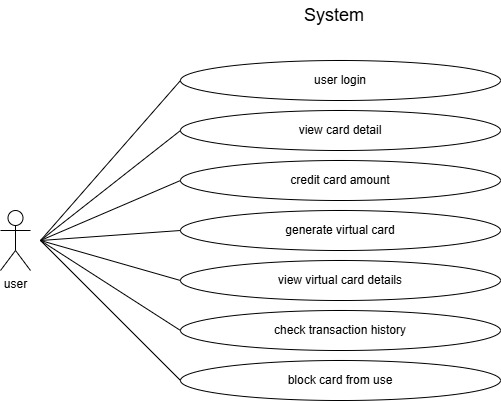 System
user login
view card detail
credit card amount
generate virtual card
view virtual card details
check transaction history
block card from use
user